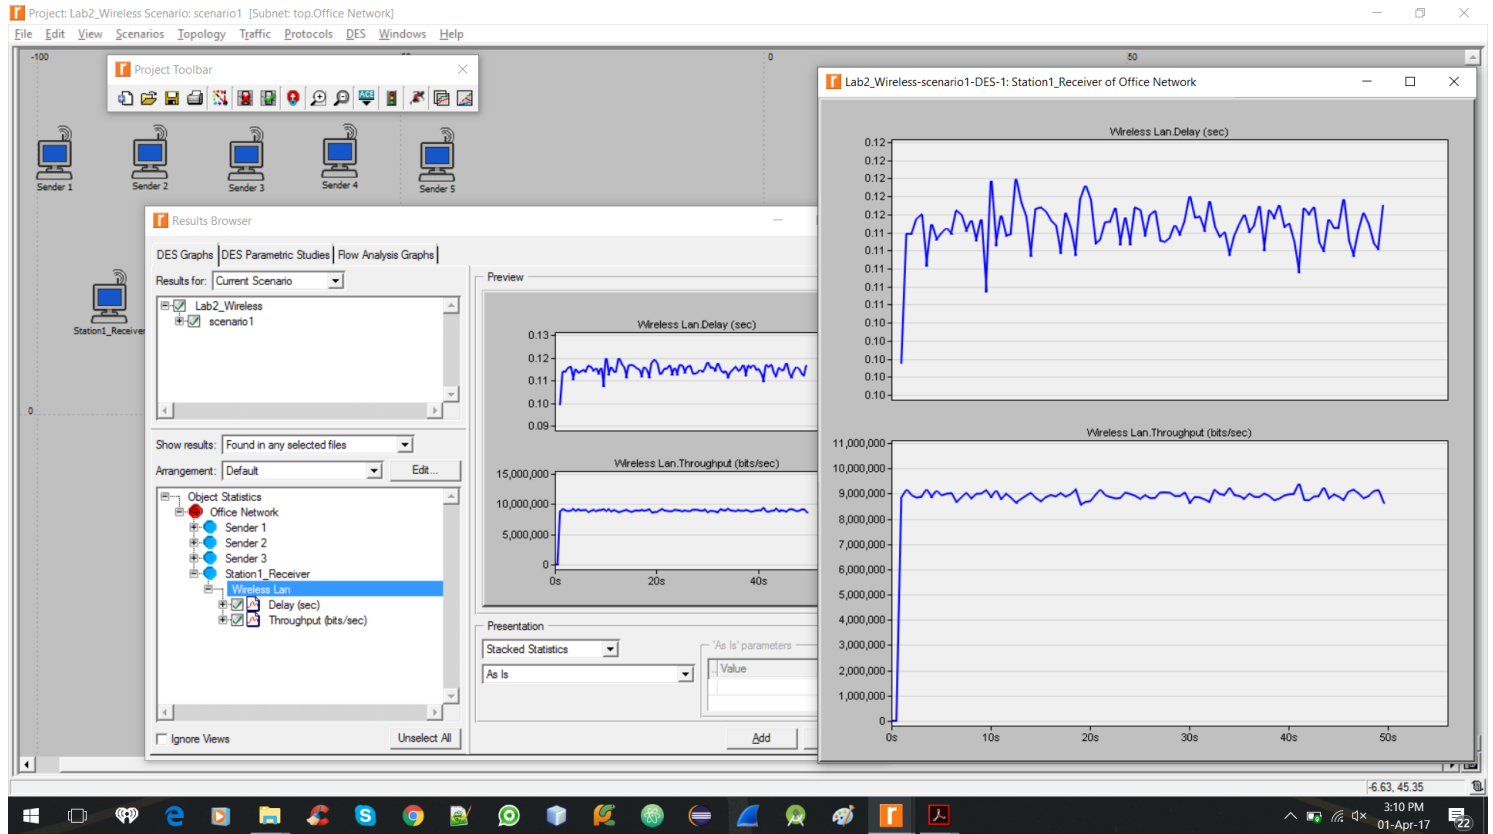 Project: Lab2_Wireless Scenario: scenario1 [Subnet: top.Office Network]
File Edit View Scenarios Topology Traffic Protocols DES Windows Help
-100
0
50
Project Toolbar
ACE
Sender 1
Sender 2
Sender 3
Sender 4
Sender 5
Station1_Receiver
0
Results Browser
DES Graphs DES Parametric Studies Flow Analysis Graphs
Results for: Current Scenario
Lab2_Wireless
scenario1
Show results: Found in any selected files
Arrangement: Default Edit...
Object Statistics
Office Network
Sender 1
Sender 2
Sender 3
Station1_Receiver
Wireless Lan
Delay (sec)
Throughput (bits/sec)
Ignore Views Unselect All
Preview
Wireless Lan.Delay (sec)
0.13
0.12
0.11
0.10
0.09
Wireless Lan.Throughput (bits/sec)
15,000,000
10,000,000
5,000,000
0
0s 20s 40s
Presentation
Stacked Statistics
As Is
'As Is' parameters
Value
Add
Lab2_Wireless-scenario1-DES-1: Station1_Receiver of Office Network
Wireless Lan.Delay (sec)
0.12
0.12
0.12
0.12
0.12
0.11
0.11
0.11
0.11
0.11
0.10
0.10
0.10
0.10
0.10
Wireless Lan.Throughput (bits/sec)
11,000,000
10,000,000
9,000,000
8,000,000
7,000,000
6,000,000
5,000,000
4,000,000
3,000,000
2,000,000
1,000,000
0
0s 10s 20s 30s 40s 50s
-6.63, 45.35
3:10 PM
01-Apr-17
22